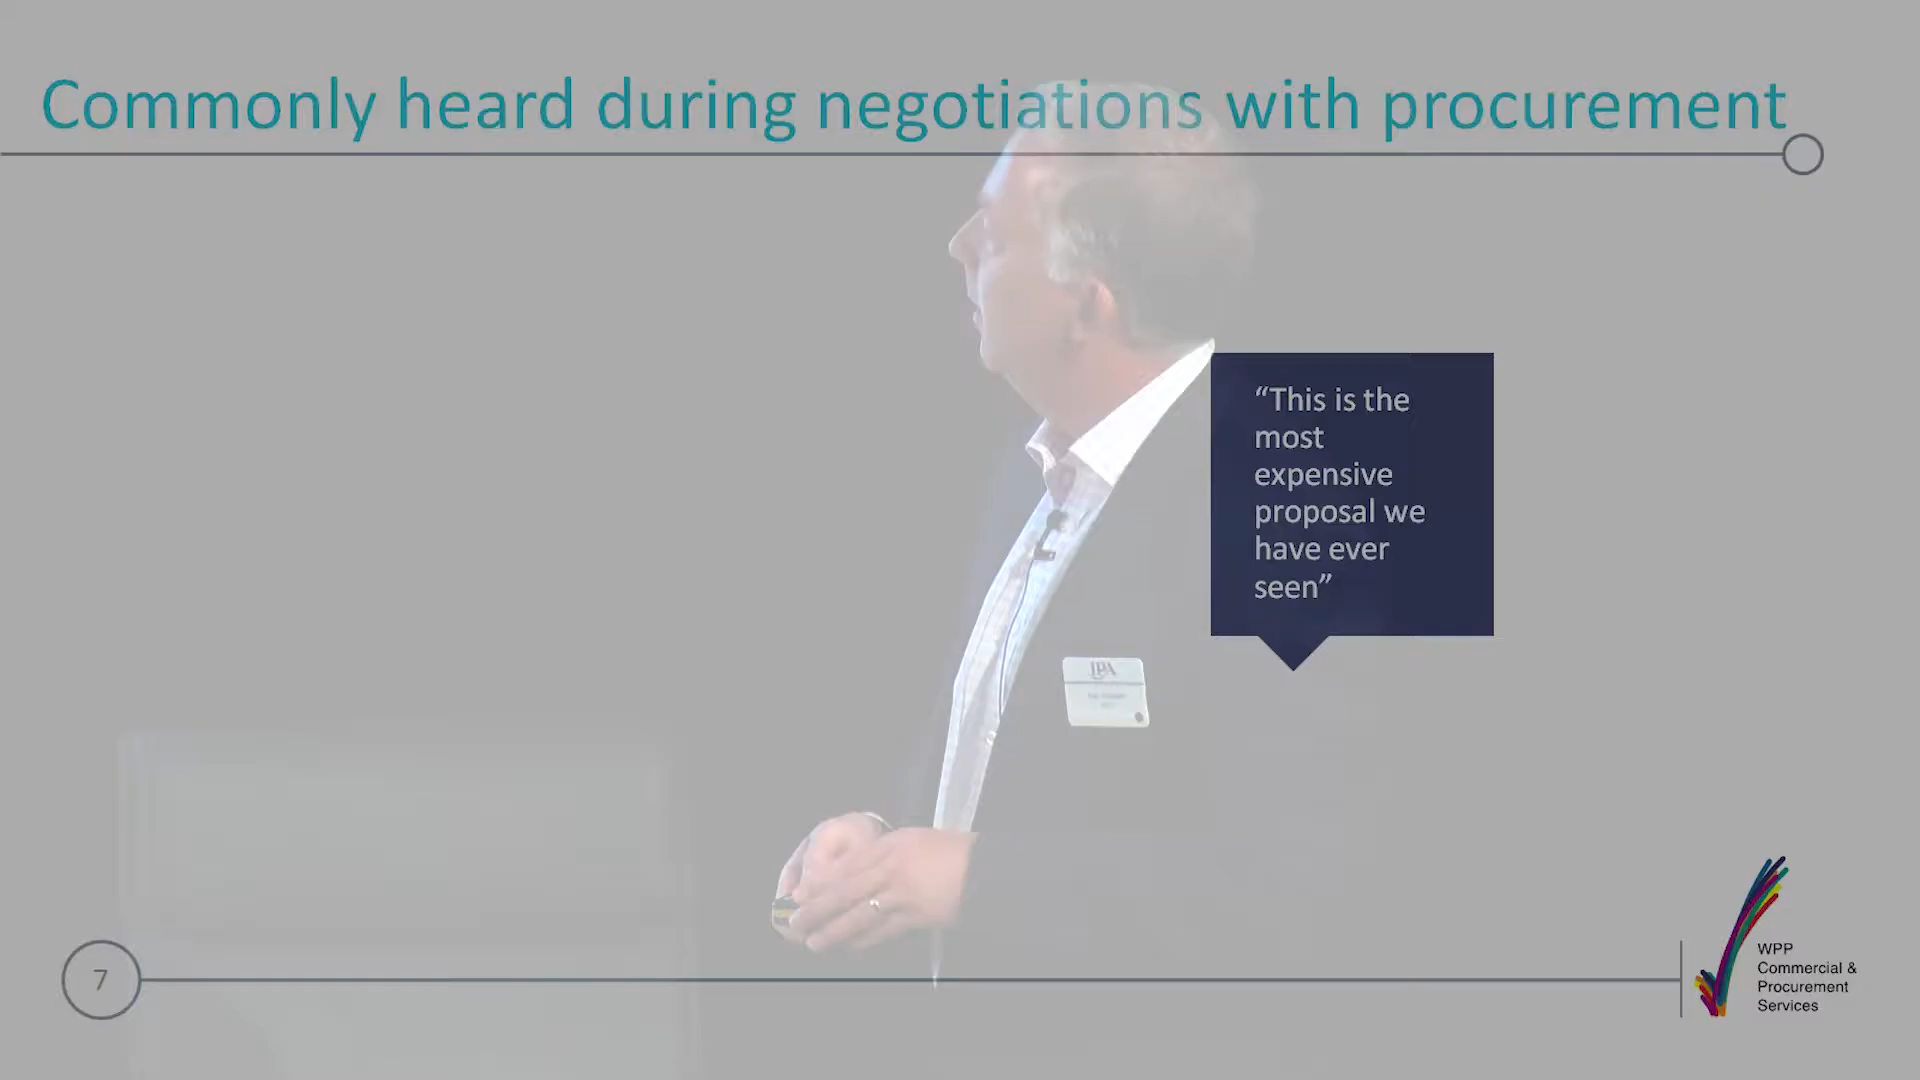 Commonly heard during negotiations with procurement
“This is the
most
expensive
proposal we
have ever
seen”
IPA
7
WPP
Commercial &
Procurement
Services